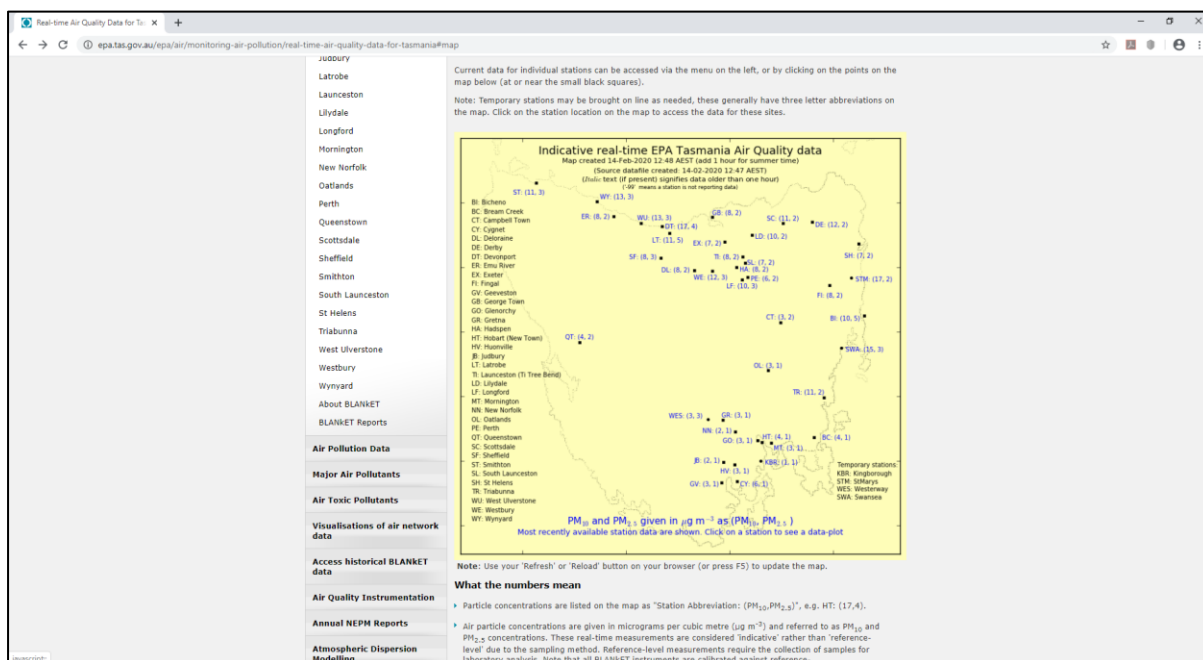 Real-time Air Quality Data for Ta
epa.tas.gov.au/epa/air/monitoring-air-pollution/real-time-air-quality-data-for-tasmania#map
Judbury
Latrobe
Launceston
Lilydale
Longford
Mornington
New Norfolk
Oatlands
Perth
Queenstown
Scottsdale
Sheffield
Smithton
South Launceston
St Helens
Triabunna
West Ulverstone
Westbury
Wynyard
About BLANkET
BLANkET Reports
Air Pollution Data
Major Air Pollutants
Air Toxic Pollutants
Visualisations of air network
data
Access historical BLANkET
data
Air Quality Instrumentation
Annual NEPM Reports
Atmospheric Dispersion
Modelling
javascript:
Current data for individual stations can be accessed via the menu on the left, or by clicking on the points on the
map below (at or near the small black squares).
Note: Temporary stations may be brought on line as needed, these generally have three letter abbreviations on
the map. Click on the station location on the map to access the data for these sites.
Indicative real-time EPA Tasmania Air Quality data
Map created 14-Feb-2020 12:48 AEST (add 1 hour for summer time)
(Source datafile created: 14-02-2020 12:47 AEST)
(Italic text (if present) signifies data older than one hour)
('-99' means a station is not reporting data)
BI: Bicheno
BC: Bream Creek
CT: Campbell Town
CY: Cygnet
DL: Deloraine
DE: Derby
DT: Devonport
ER: Emu River
EX: Exeter
FI: Fingal
GV: Geeveston
GB: George Town
GO: Glenorchy
GR: Gretna
HA: Hadspen
HT: Hobart (New Town)
HV: Huonville
JB: Judbury
LT: Latrobe
TI: Launceston (Ti Tree Bend)
LD: Lilydale
LF: Longford
MT: Mornington
NN: New Norfolk
OL: Oatlands
PE: Perth
QT: Queenstown
SC: Scottsdale
SF: Sheffield
ST: Smithton
SL: South Launceston
SH: St Helens
TR: Triabunna
WU: West Ulverstone
WE: Westbury
WY: Wynyard
ST: (11, 3)
WY: (13, 3)
ER: (8, 2)
WU: (13, 3)
DT: (12, 4)
LT: (11, 5)
GB: (8, 2)
SC: (11, 2)
DE: (12, 2)
LD: (10, 2)
EX: (7, 2)
SH: (7, 2)
SF: (8, 3)
TI: (8, 2)
SL: (7, 2)
DL: (8, 2)
HA: (8, 2)
WE: (12, 3)
PE: (6, 2)
LF: (10, 3)
STM: (17, 2)
FI: (8, 2)
BI: (10, 5)
CT: (3, 2)
QT: (4, 2)
SWA: (15, 3)
OL: (3, 1)
TR: (11, 2)
WES: (3, 3)
GR: (3, 1)
NN: (2, 1)
GO: (3, 1)
HT: (4, 1)
BC: (4, 1)
MT: (3, 1)
JB: (2, 1)
KBR: (1, 1)
HV: (3, 1)
GV: (3, 1)
CY: (6, 1)
Temporary stations:
KBR: Kingborough
STM: StMarys
WES: Westerway
SWA: Swansea
PM10 and PM2.5 given in μg m−3 as (PM10, PM2.5 )
Most recently available station data are shown. Click on a station to see a data-plot
Note: Use your 'Refresh' or 'Reload' button on your browser (or press F5) to update the map.
What the numbers mean
Particle concentrations are listed on the map as "Station Abbreviation: (PM10,PM2.5)", e.g. HT: (17,4).
Air particle concentrations are given in micrograms per cubic metre (μg m−3) and referred to as PM10 and
PM2.5 concentrations. These real-time measurements are considered 'indicative' rather than 'reference-
level' due to the sampling method. Reference-level measurements require the collection of samples for
laboratory analysis. Note that all BLANkET instruments are calibrated against reference-